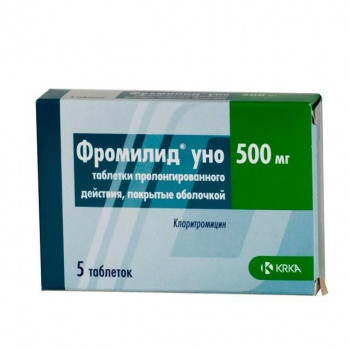 Фромилид® уно 500 мг
таблетки пролонгированного
действия, покрытые оболочкой
Кларитромицин
5 таблеток
KRKA